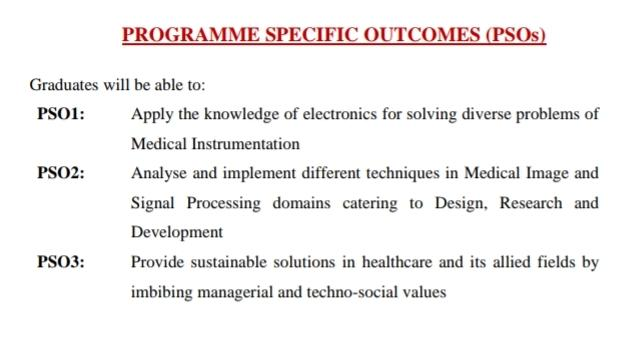 PROGRAMME SPECIFIC OUTCOMES (PSOs)
Graduates will be able to:
PSO1: Apply the knowledge of electronics for solving diverse problems of
Medical Instrumentation
PSO2: Analyse and implement different techniques in Medical Image and
Signal Processing domains catering to Design, Research and
Development
PSO3: Provide sustainable solutions in healthcare and its allied fields by
imbibing managerial and techno-social values